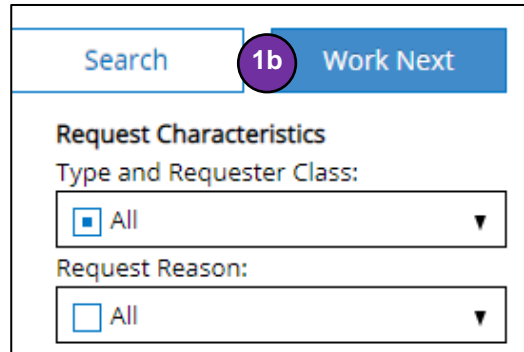 Search
1b
Work Next
Request Characteristics
Type and Requester Class:
All
Request Reason:
All